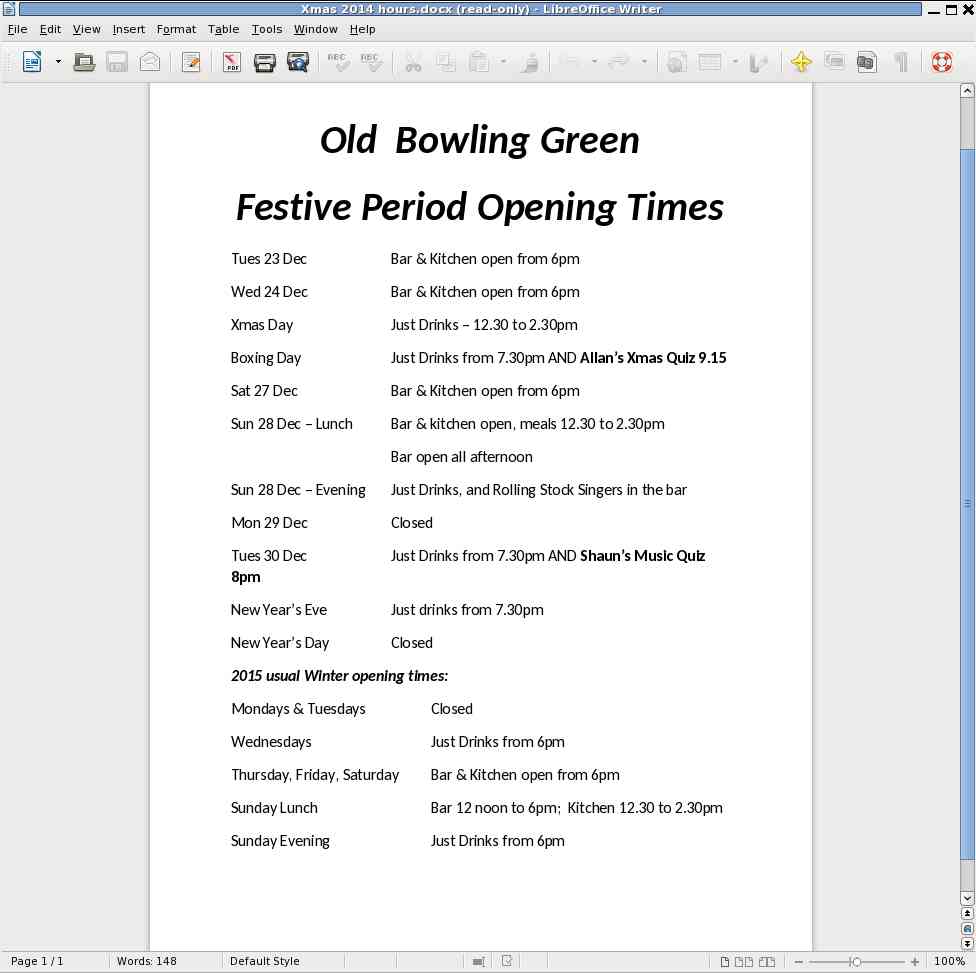 Xmas 2014 hours.docx (read-only) - LibreOffice Writer
File Edit View Insert Format Table Tools Window Help
PDF ABC ABC
Old  Bowling Green
Festive Period Opening Times
Tues 23 Dec Bar & Kitchen open from 6pm
Wed 24 Dec Bar & Kitchen open from 6pm
Xmas Day Just Drinks – 12.30 to 2.30pm
Boxing Day Just Drinks from 7.30pm AND Allan’s Xmas Quiz 9.15
Sat 27 Dec Bar & Kitchen open from 6pm
Sun 28 Dec – Lunch Bar & kitchen open, meals 12.30 to 2.30pm
Bar open all afternoon
Sun 28 Dec – Evening Just Drinks, and Rolling Stock Singers in the bar
Mon 29 Dec Closed
Tues 30 Dec Just Drinks from 7.30pm AND Shaun’s Music Quiz
8pm
New Year’s Eve Just drinks from 7.30pm
New Year’s Day Closed
2015 usual Winter opening times:
Mondays & Tuesdays Closed
Wednesdays Just Drinks from 6pm
Thursday, Friday, Saturday Bar & Kitchen open from 6pm
Sunday Lunch Bar 12 noon to 6pm;  Kitchen 12.30 to 2.30pm
Sunday Evening Just Drinks from 6pm
Page 1 / 1 Words: 148 Default Style 100%